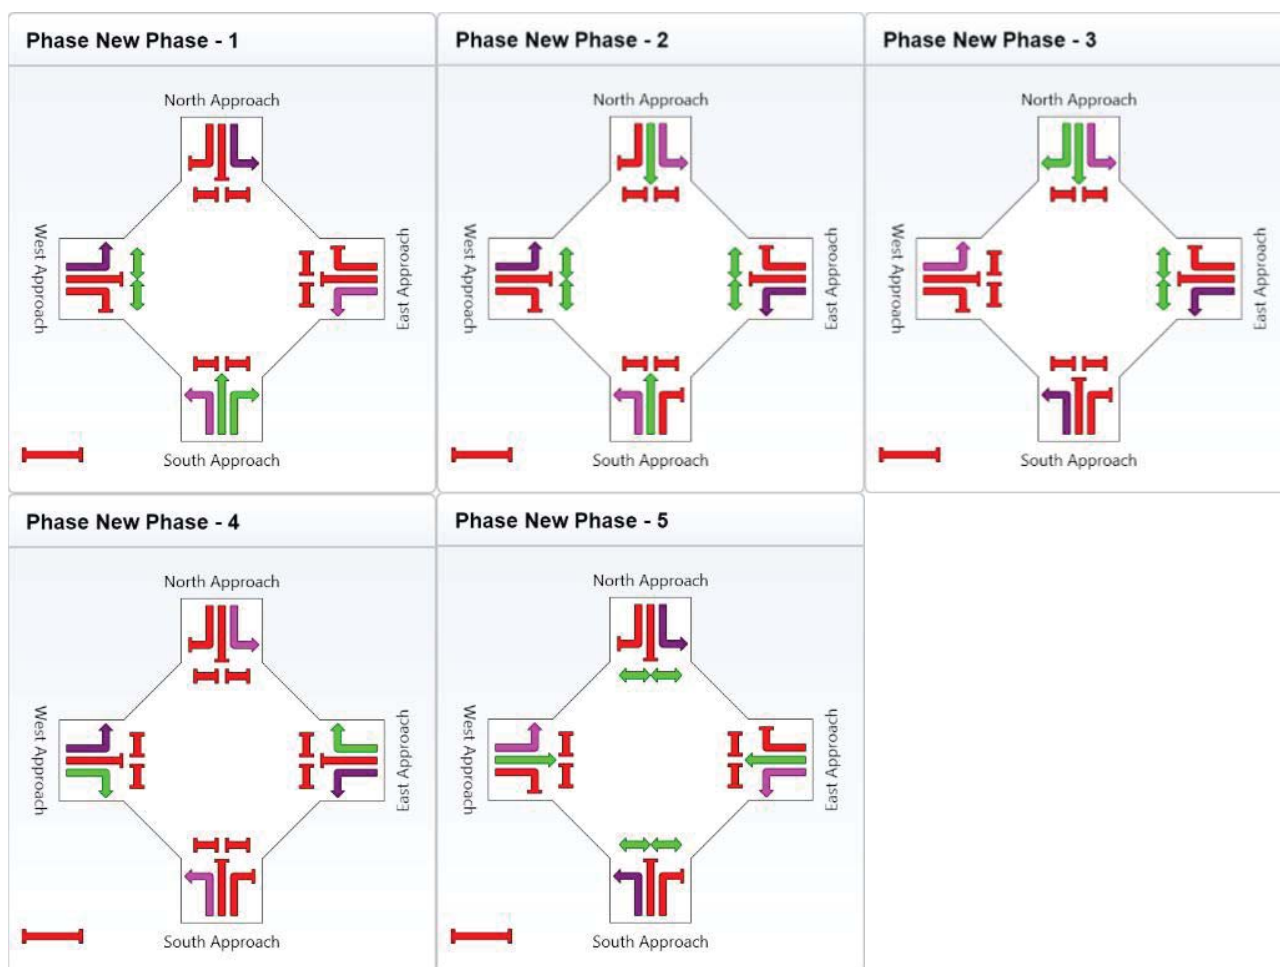 Phase New Phase - 1
North Approach
West Approach
East Approach
South Approach
Phase New Phase - 2
North Approach
West Approach
East Approach
South Approach
Phase New Phase - 3
North Approach
West Approach
East Approach
South Approach
Phase New Phase - 4
North Approach
West Approach
East Approach
South Approach
Phase New Phase - 5
North Approach
West Approach
East Approach
South Approach